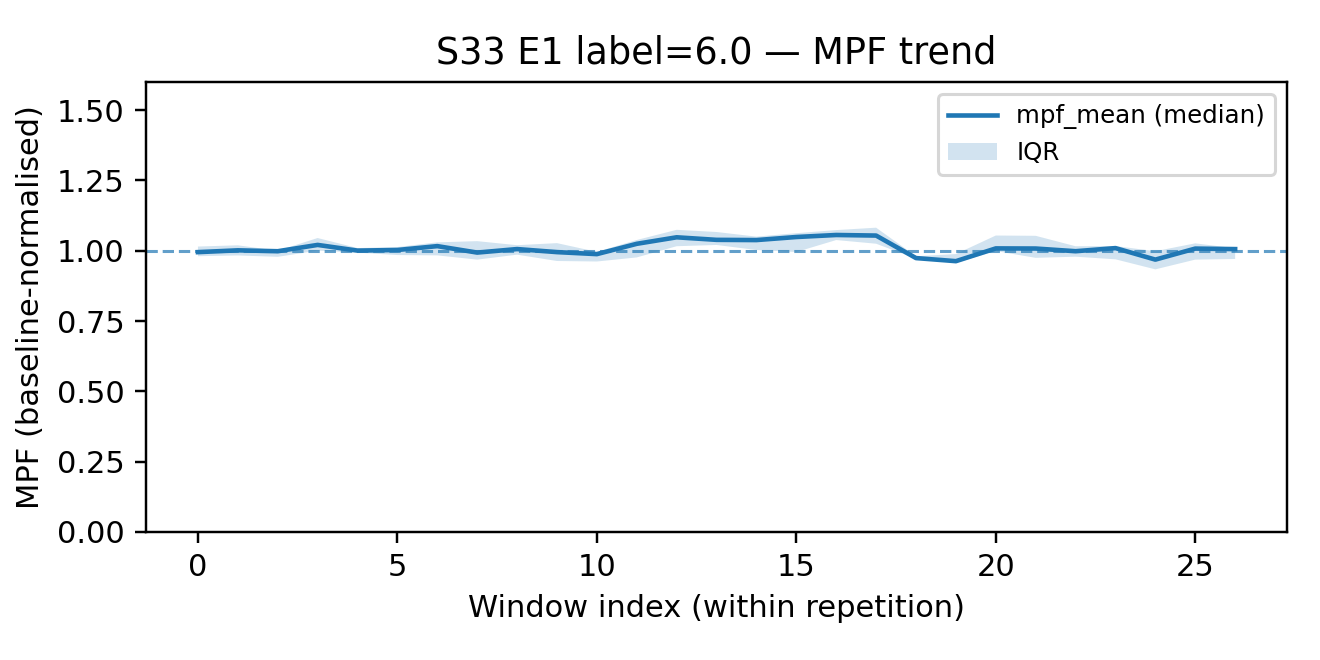 S33 E1 label=6.0 — MPF trend
mpf_mean (median)
IQR
MPF (baseline-normalised)
1.50
1.25
1.00
0.75
0.50
0.25
0.00
0 5 10 15 20 25
Window index (within repetition)